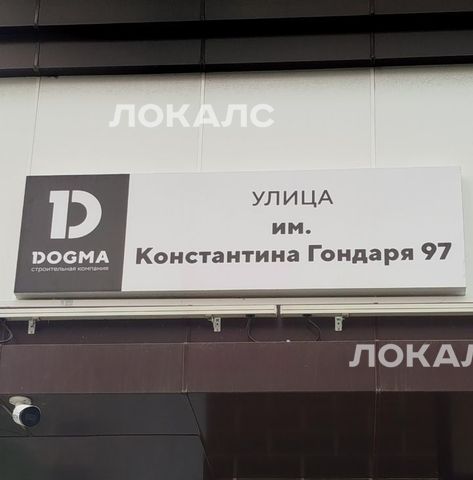 ЛОКАЛС
УЛИЦА
им.
Константина Гондаря 97
DOGMA
строительная компания
ЛОКАЛС